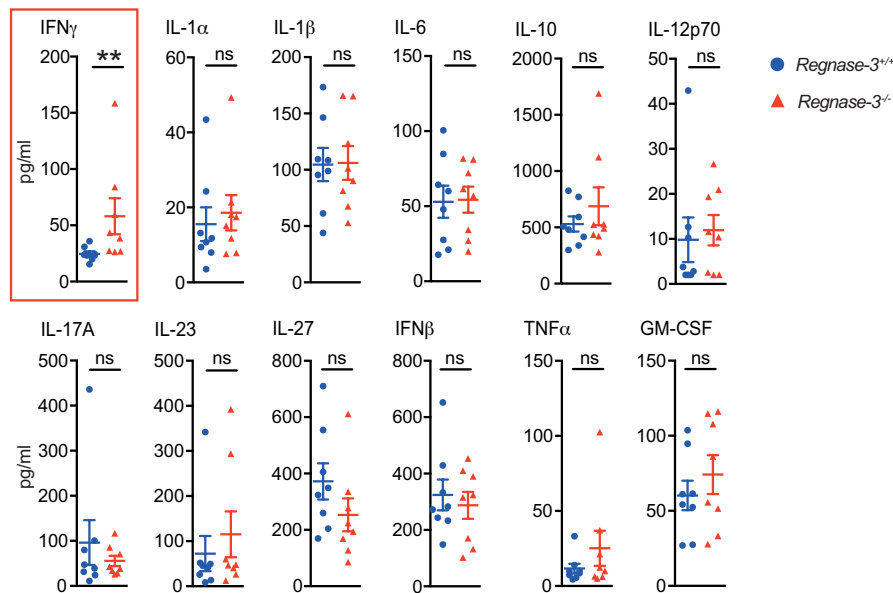 IFNγ
IL-1α
IL-1β
IL-6
IL-10
IL-12p70
** ns ns ns ns ns
200 150 100 50 0
60 40 20 0
200 150 100 50 0
150 100 50 0
2000 1500 1000 500 0
50 40 30 20 10 0
pg/ml
Regnase-3+/+
Regnase-3-/-
IL-17A
IL-23
IL-27
IFNβ
TNFα
GM-CSF
ns ns ns ns ns ns
500 400 300 200 100 0
500 400 300 200 100 0
800 600 400 200 0
800 600 400 200 0
150 100 50 0
150 100 50 0
pg/ml